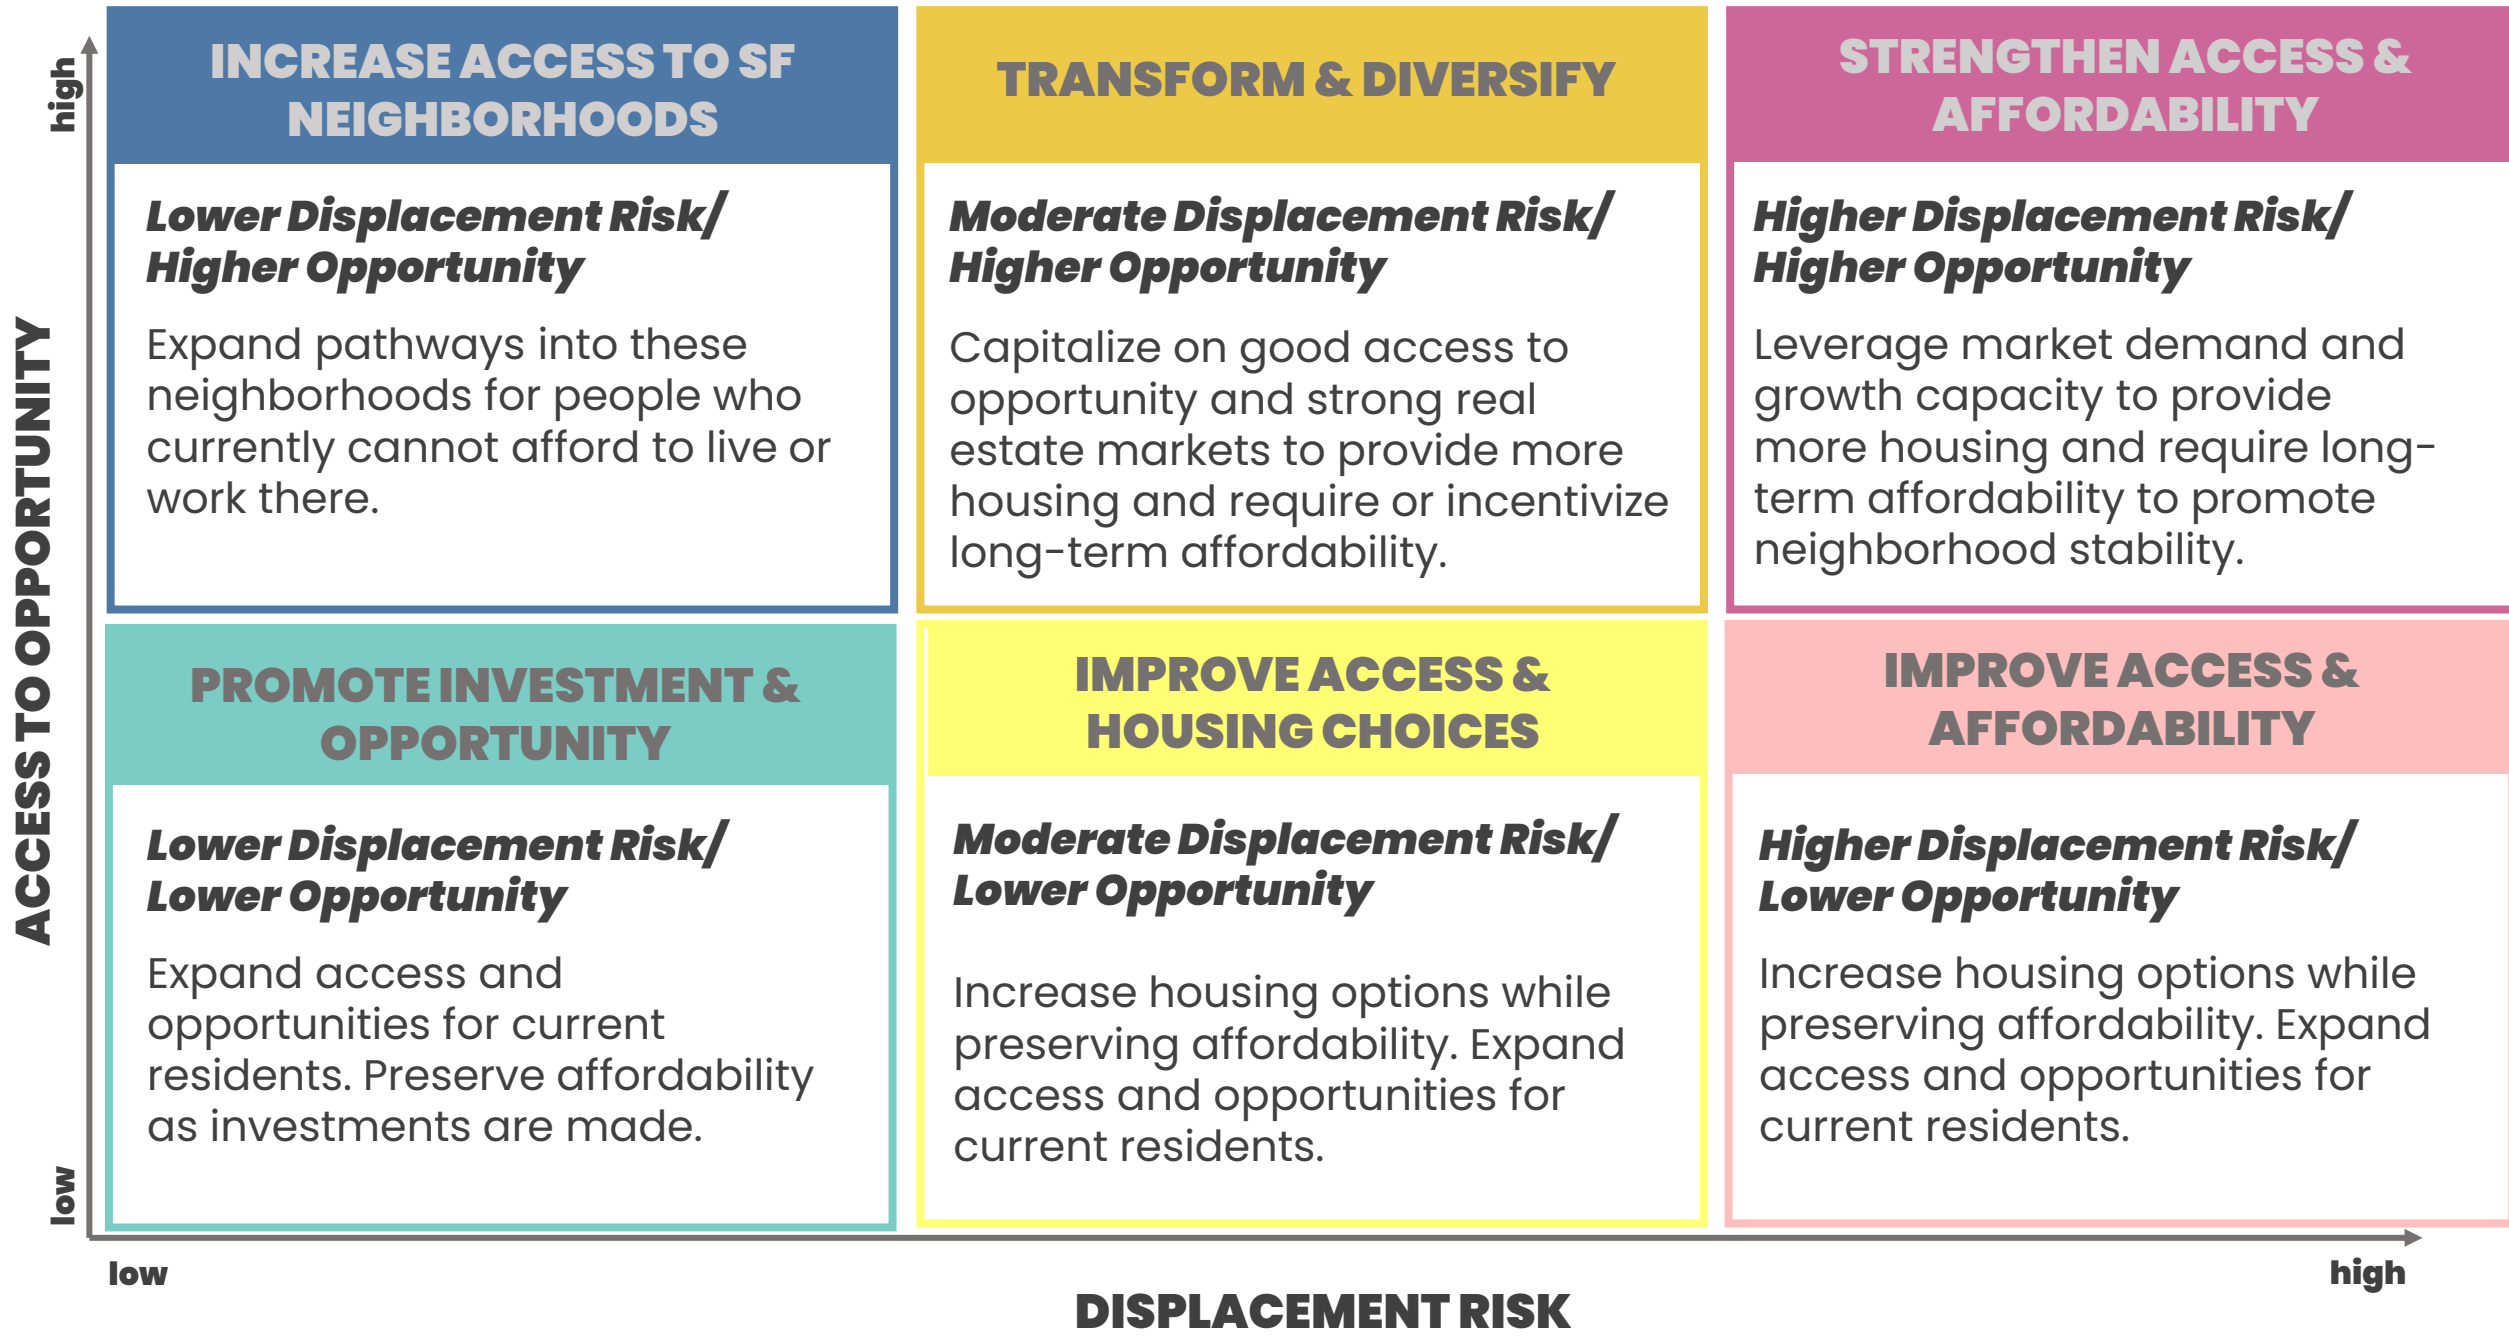 high
ACCESS TO OPPORTUNITY
low
INCREASE ACCESS TO SF
NEIGHBORHOODS
Lower Displacement Risk/
Higher Opportunity
Expand pathways into these
neighborhoods for people who
currently cannot afford to live or
work there.
TRANSFORM & DIVERSIFY
Moderate Displacement Risk/
Higher Opportunity
Capitalize on good access to
opportunity and strong real
estate markets to provide more
housing and require or incentivize
long-term affordability.
STRENGTHEN ACCESS &
AFFORDABILITY
Higher Displacement Risk/
Higher Opportunity
Leverage market demand and
growth capacity to provide
more housing and require long-
term affordability to promote
neighborhood stability.
PROMOTE INVESTMENT &
OPPORTUNITY
Lower Displacement Risk/
Lower Opportunity
Expand access and
opportunities for current
residents. Preserve affordability
as investments are made.
IMPROVE ACCESS &
HOUSING CHOICES
Moderate Displacement Risk/
Lower Opportunity
Increase housing options while
preserving affordability. Expand
access and opportunities for
current residents.
IMPROVE ACCESS &
AFFORDABILITY
Higher Displacement Risk/
Lower Opportunity
Increase housing options while
preserving affordability. Expand
access and opportunities for
current residents.
low
high
DISPLACEMENT RISK